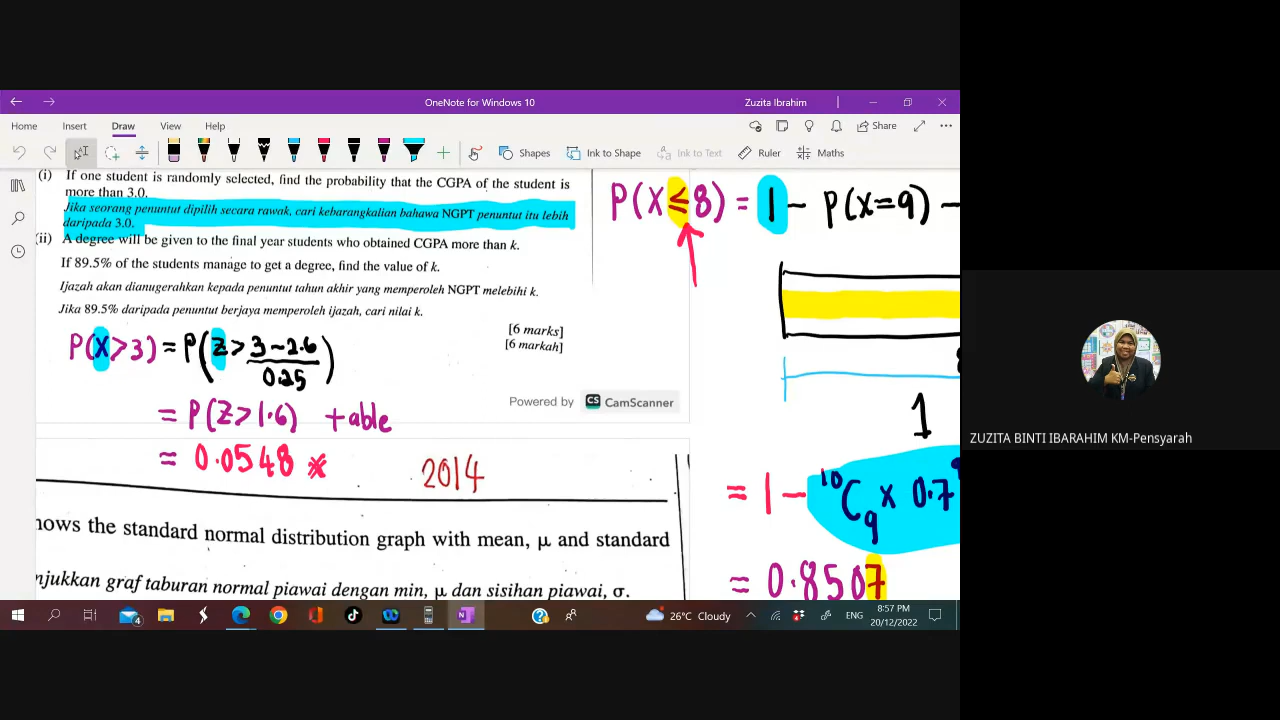 OneNote for Windows 10
Zuzita Ibrahim
Home Insert Draw View Help
Share
Shapes Ink to Shape Ink to Text Ruler Maths
(i) If one student is randomly selected, find the probability that the CGPA of the student is
more than 3.0.
Jika seorang penuntut dipilih secara rawak, cari kebarangkalian bahawa NGPT penuntut itu lebih
daripada 3.0.
(ii) A degree will be given to the final year students who obtained CGPA more than k.
If 89.5% of the students manage to get a degree, find the value of k.
Ijazah akan dianugerahkan kepada penuntut tahun akhir yang memperoleh NGPT melebihi k.
Jika 89.5% daripada penuntut berjaya memperoleh ijazah, cari nilai k.
[6 marks]
[6 markah]
P(X>3) = P(Z > 3-2.6
0.25)
= P(Z>1.6) table
= 0.0548 *
Powered by CS CamScanner
2014
hows the standard normal distribution graph with mean, μ and standard
njukkan graf taburan normal piawai dengan min, μ dan sisihan piawai, σ.
P(X ≤ 8) = 1 - P(X=9) -
1
= 1 - 10C9 × 0.7
= 0.8507
ZUZITA BINTI IBARAHIM KM-Pensyarah
4
26°C Cloudy
ENG
8:57 PM
20/12/2022